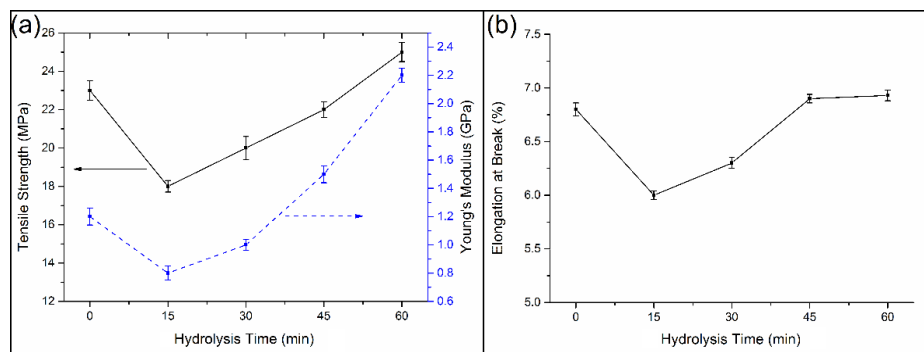 (a)
26
24
22
20
18
16
14
12
Tensile Strength (MPa)
2.4
2.2
2.0
1.8
1.6
1.4
1.2
1.0
0.8
0.6
Young's Modulus (GPa)
0 15 30 45 60
Hydrolysis Time (min)
(b)
7.5
7.0
6.5
6.0
5.5
5.0
Elongation at Break (%)
0 15 30 45 60
Hydrolysis Time (min)